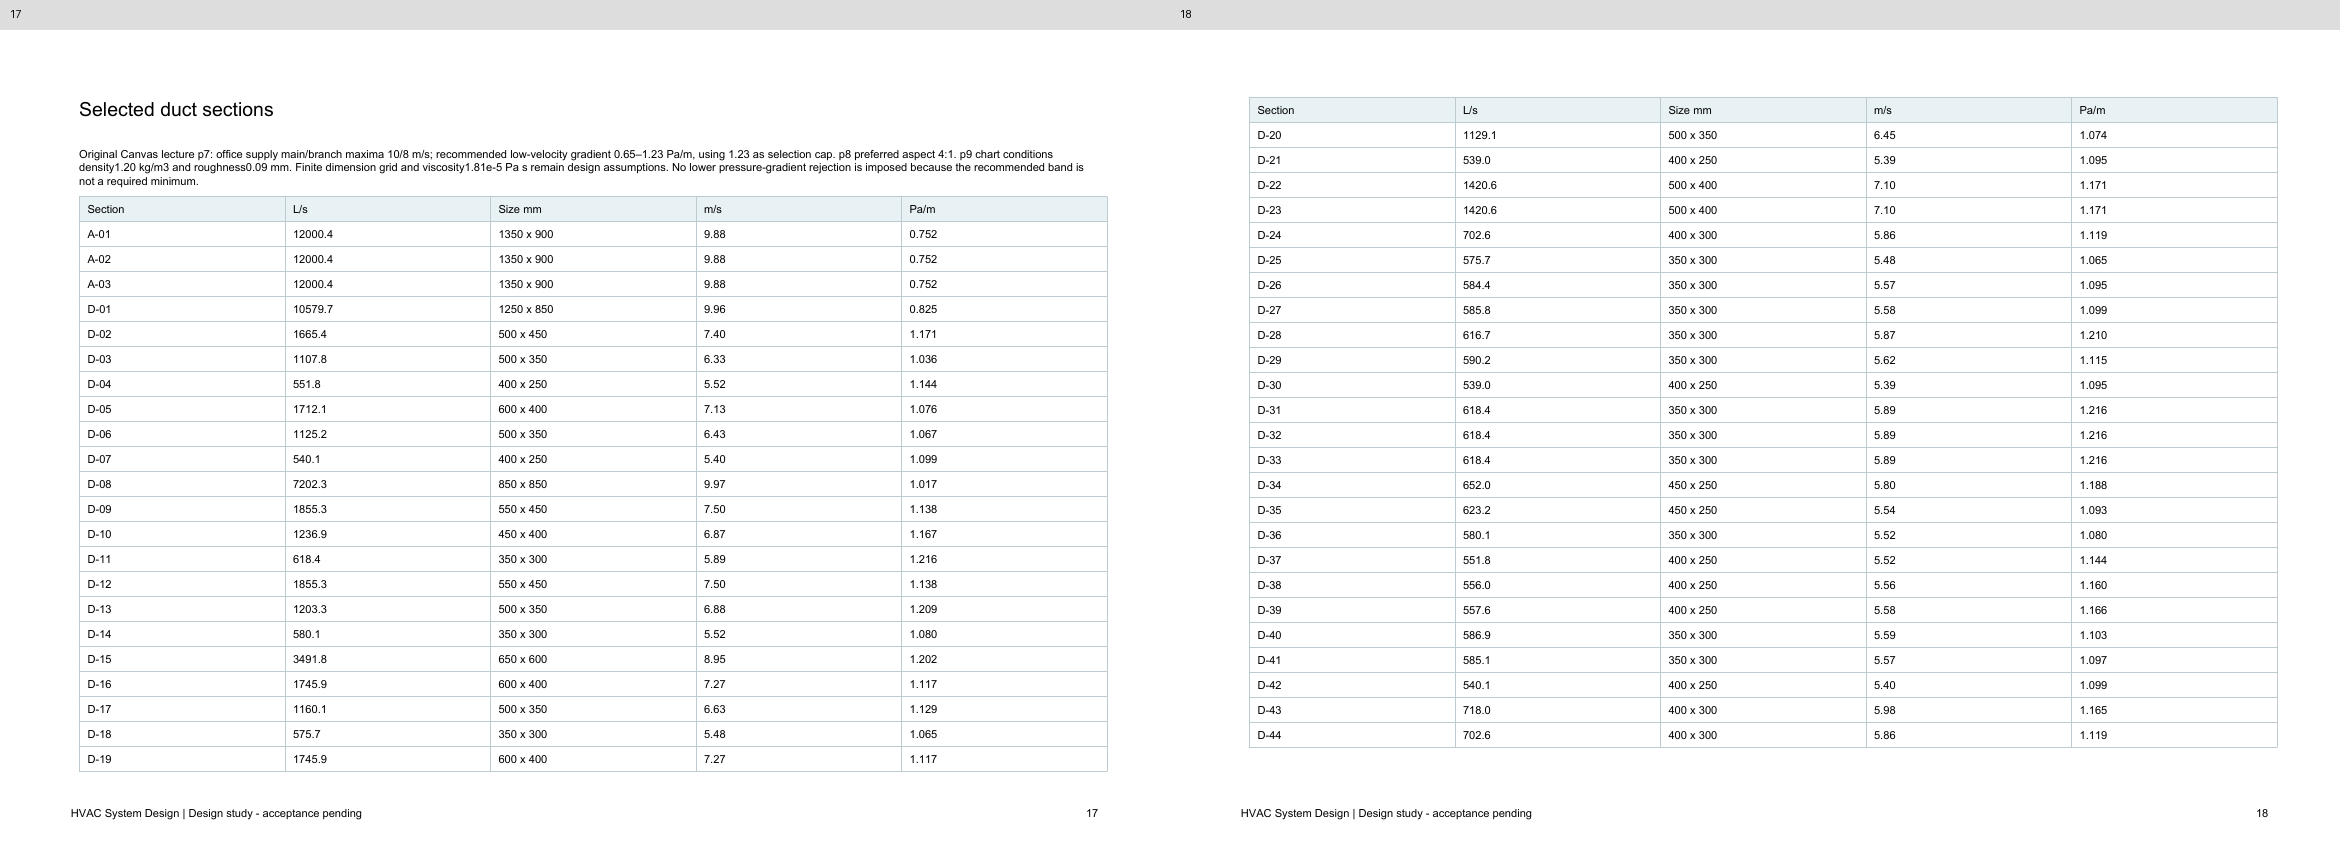 17
Selected duct sections
Original Canvas lecture p7: office supply main/branch maxima 10/8 m/s; recommended low-velocity gradient 0.65–1.23 Pa/m, using 1.23 as selection cap. p8 preferred aspect 4:1. p9 chart conditions
density1.20 kg/m3 and roughness0.09 mm. Finite dimension grid and viscosity1.81e-5 Pa s remain design assumptions. No lower pressure-gradient rejection is imposed because the recommended band is
not a required minimum.
Section L/s Size mm m/s Pa/m
A-01 12000.4 1350 x 900 9.88 0.752
A-02 12000.4 1350 x 900 9.88 0.752
A-03 12000.4 1350 x 900 9.88 0.752
D-01 10579.7 1250 x 850 9.96 0.825
D-02 1665.4 500 x 450 7.40 1.171
D-03 1107.8 500 x 350 6.33 1.036
D-04 551.8 400 x 250 5.52 1.144
D-05 1712.1 600 x 400 7.13 1.076
D-06 1125.2 500 x 350 6.43 1.067
D-07 540.1 400 x 250 5.40 1.099
D-08 7202.3 850 x 850 9.97 1.017
D-09 1855.3 550 x 450 7.50 1.138
D-10 1236.9 450 x 400 6.87 1.167
D-11 618.4 350 x 300 5.89 1.216
D-12 1855.3 550 x 450 7.50 1.138
D-13 1203.3 500 x 350 6.88 1.209
D-14 580.1 350 x 300 5.52 1.080
D-15 3491.8 650 x 600 8.95 1.202
D-16 1745.9 600 x 400 7.27 1.117
D-17 1160.1 500 x 350 6.63 1.129
D-18 575.7 350 x 300 5.48 1.065
D-19 1745.9 600 x 400 7.27 1.117
HVAC System Design | Design study - acceptance pending 17
18
Section L/s Size mm m/s Pa/m
D-20 1129.1 500 x 350 6.45 1.074
D-21 539.0 400 x 250 5.39 1.095
D-22 1420.6 500 x 400 7.10 1.171
D-23 1420.6 500 x 400 7.10 1.171
D-24 702.6 400 x 300 5.86 1.119
D-25 575.7 350 x 300 5.48 1.065
D-26 584.4 350 x 300 5.57 1.095
D-27 585.8 350 x 300 5.58 1.099
D-28 616.7 350 x 300 5.87 1.210
D-29 590.2 350 x 300 5.62 1.115
D-30 539.0 400 x 250 5.39 1.095
D-31 618.4 350 x 300 5.89 1.216
D-32 618.4 350 x 300 5.89 1.216
D-33 618.4 350 x 300 5.89 1.216
D-34 652.0 450 x 250 5.80 1.188
D-35 623.2 450 x 250 5.54 1.093
D-36 580.1 350 x 300 5.52 1.080
D-37 551.8 400 x 250 5.52 1.144
D-38 556.0 400 x 250 5.56 1.160
D-39 557.6 400 x 250 5.58 1.166
D-40 586.9 350 x 300 5.59 1.103
D-41 585.1 350 x 300 5.57 1.097
D-42 540.1 400 x 250 5.40 1.099
D-43 718.0 400 x 300 5.98 1.165
D-44 702.6 400 x 300 5.86 1.119
HVAC System Design | Design study - acceptance pending 18